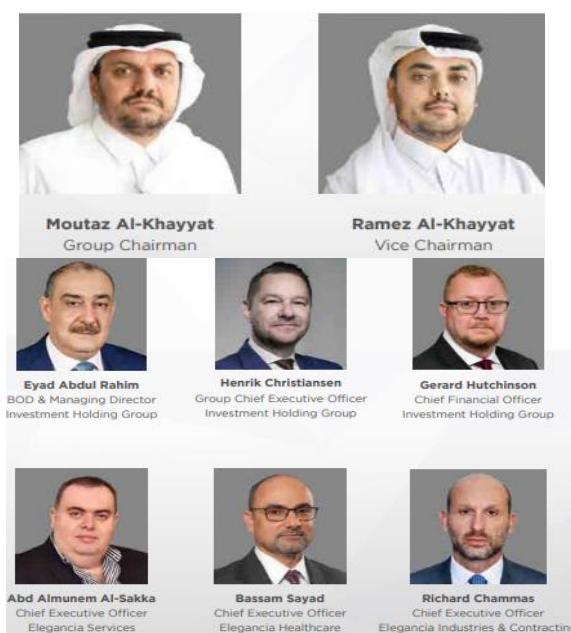 Moutaz Al-Khayyat
Group Chairman
Ramez Al-Khayyat
Vice Chairman
Eyad Abdul Rahim
BOD & Managing Director
Investment Holding Group
Henrik Christiansen
Group Chief Executive Officer
Investment Holding Group
Gerard Hutchinson
Chief Financial Officer
Investment Holding Group
Abd Almunem Al-Sakka
Chief Executive Officer
Elegancia Services
Bassam Sayad
Chief Executive Officer
Elegancia Healthcare
Richard Chammas
Chief Executive Officer
Elegancia Industries & Contractin